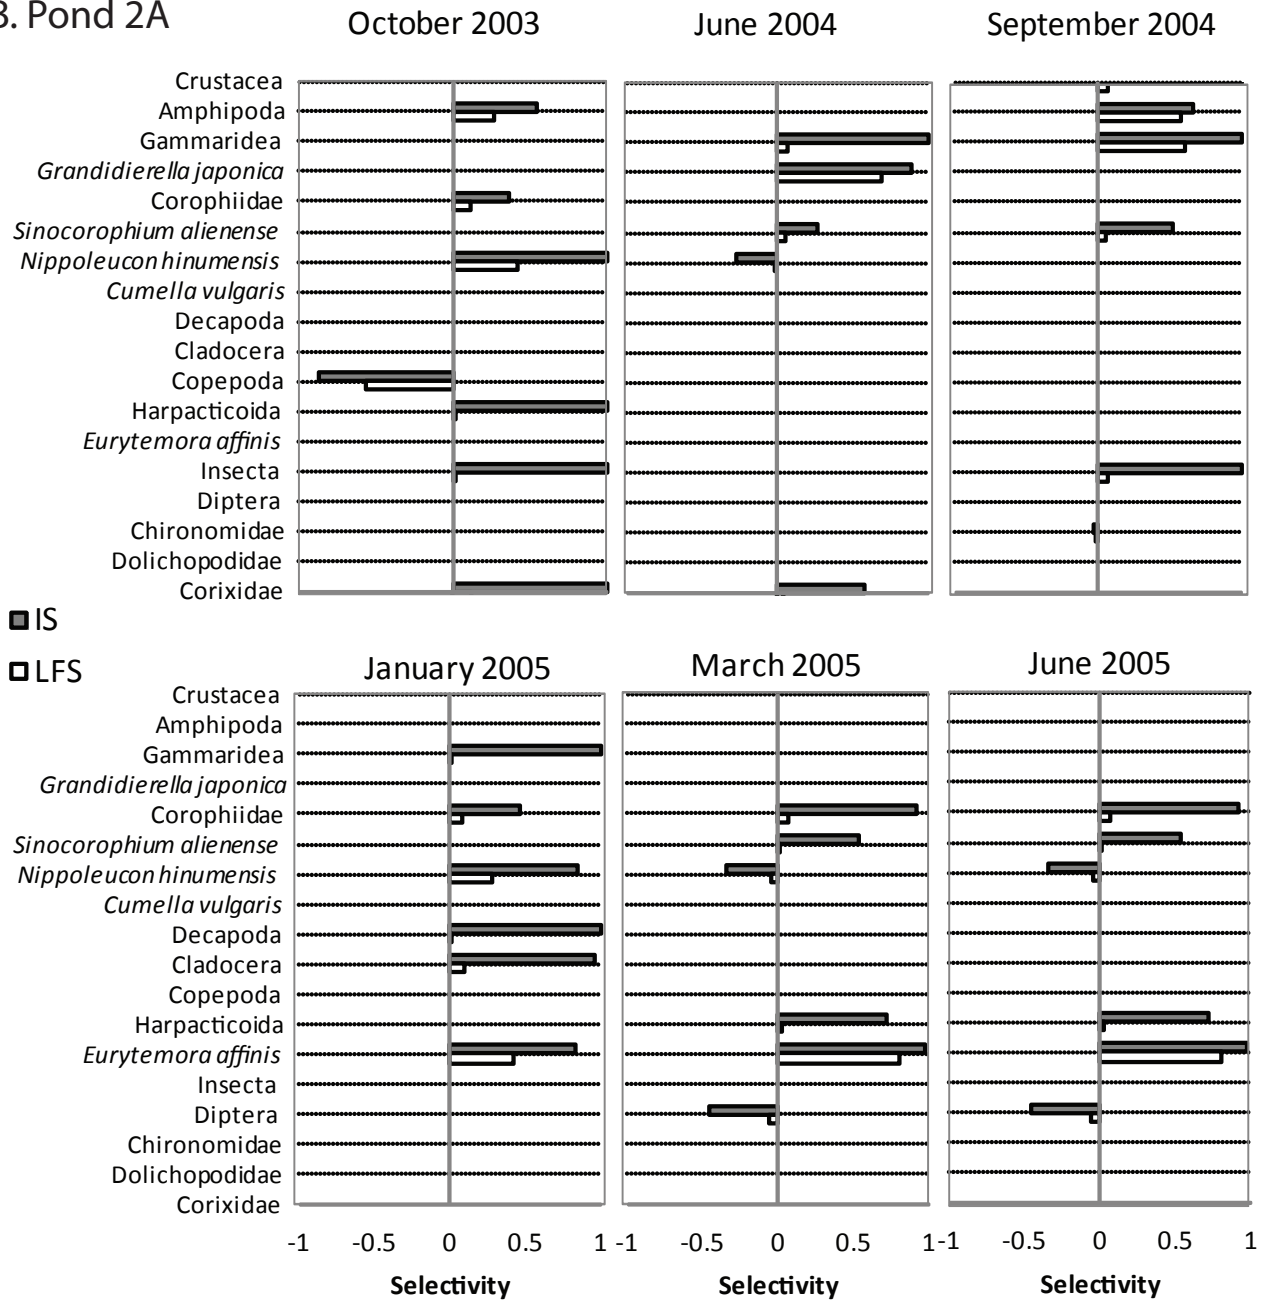 3. Pond 2A
October 2003 June 2004 September 2004
Crustacea
Amphipoda
Gammaridea
Grandidierella japonica
Corophiidae
Sinocorophium alienense
Nippoleucon hinumensis
Cumella vulgaris
Decapoda
Cladocera
Copepoda
Harpacticoida
Eurytemora affinis
Insecta
Diptera
Chironomidae
Dolichopodidae
Corixidae
IS
LFS
January 2005 March 2005 June 2005
Crustacea
Amphipoda
Gammaridea
Grandidierella japonica
Corophiidae
Sinocorophium alienense
Nippoleucon hinumensis
Cumella vulgaris
Decapoda
Cladocera
Copepoda
Harpacticoida
Eurytemora affinis
Insecta
Diptera
Chironomidae
Dolichopodidae
Corixidae
-1 -0.5 0 0.5 1 -1 -0.5 0 0.5 1 -1 -0.5 0 0.5 1
Selectivity Selectivity Selectivity